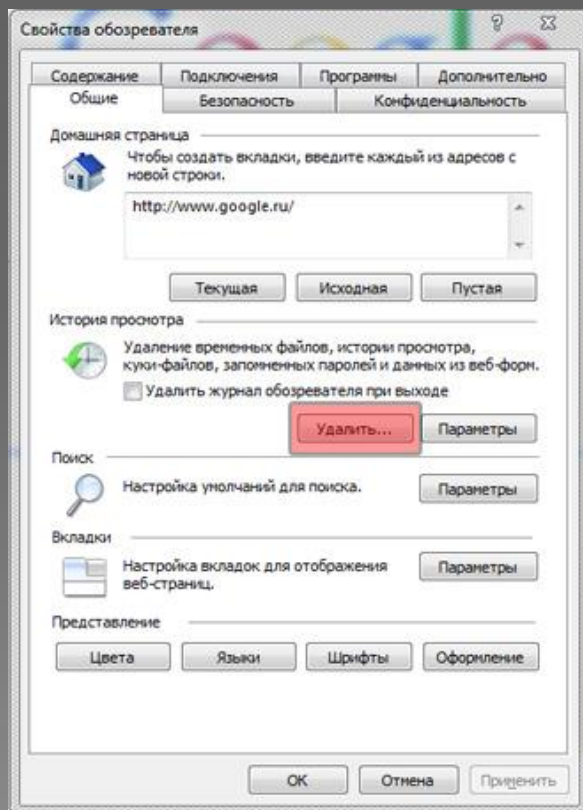 Свойства обозревателя
Содержание Подключения Программы Дополнительно
Общие Безопасность Конфиденциальность
Домашняя страница
Чтобы создать вкладки, введите каждый из адресов с
новой строки.
http://www.google.ru/
Текущая Исходная Пустая
История просмотра
Удаление временных файлов, истории просмотра,
куки-файлов, запомненных паролей и данных из веб-форм.
Удалить журнал обозревателя при выходе
Удалить... Параметры
Поиск
Настройка умолчаний для поиска. Параметры
Вкладки
Настройка вкладок для отображения
веб-страниц. Параметры
Представление
Цвета Языки Шрифты Оформление
ОК Отмена Применить